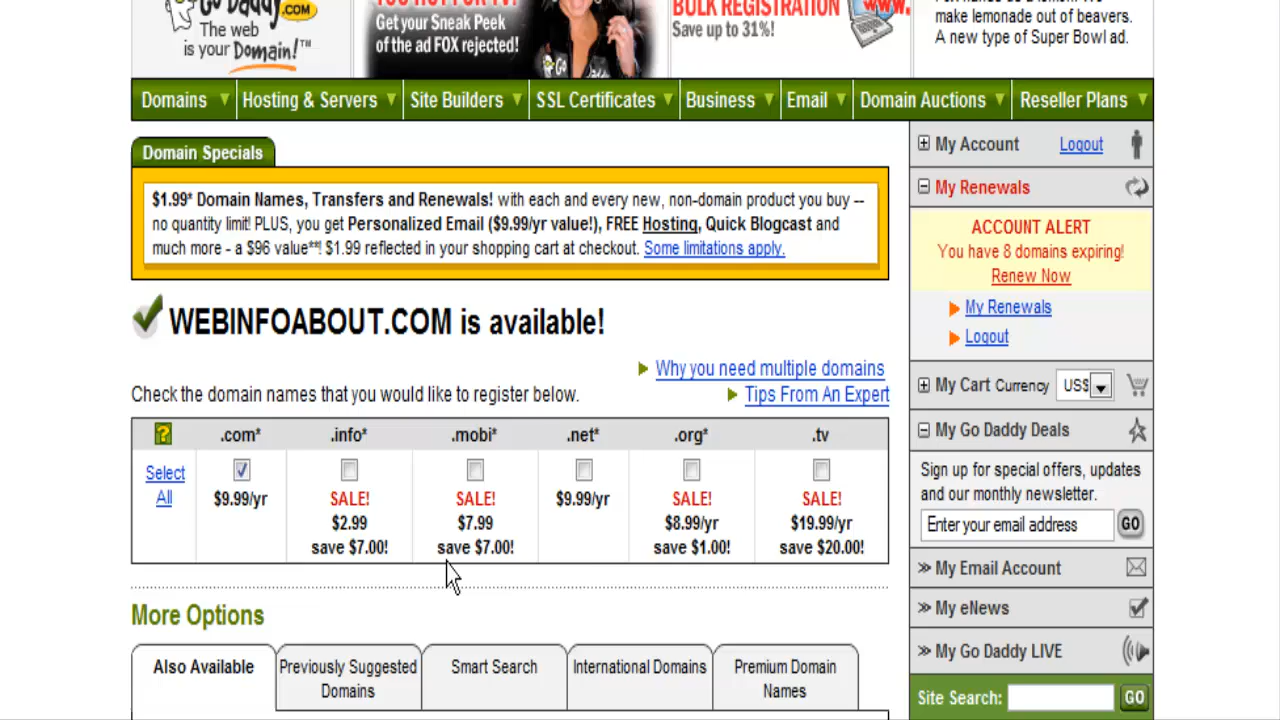 Go Daddy .COM
The web
is your Domain!™
Get your Sneak Peek
of the ad FOX rejected!
BULK REGISTRATION
Save up to 31%!
WWW.
make lemonade out of beavers.
A new type of Super Bowl ad.
Domains
Hosting & Servers
Site Builders
SSL Certificates
Business
Email
Domain Auctions
Reseller Plans
Domain Specials
$1.99* Domain Names, Transfers and Renewals! with each and every new, non-domain product you buy --
no quantity limit! PLUS, you get Personalized Email ($9.99/yr value!), FREE Hosting, Quick Blogcast and
much more - a $96 value**! $1.99 reflected in your shopping cart at checkout. Some limitations apply.
WEBINFOABOUT.COM is available!
Why you need multiple domains
Check the domain names that you would like to register below.
Tips From An Expert
? .com* .info* .mobi* .net* .org* .tv
Select
All
$9.99/yr
SALE!
$2.99
save $7.00!
SALE!
$7.99
save $7.00!
$9.99/yr
SALE!
$8.99/yr
save $1.00!
SALE!
$19.99/yr
save $20.00!
More Options
Also Available
Previously Suggested
Domains
Smart Search
International Domains
Premium Domain
Names
My Account Logout
My Renewals
ACCOUNT ALERT
You have 8 domains expiring!
Renew Now
My Renewals
Logout
My Cart Currency US$
My Go Daddy Deals
Sign up for special offers, updates
and our monthly newsletter.
Enter your email address GO
My Email Account
My eNews
My Go Daddy LIVE
Site Search: GO